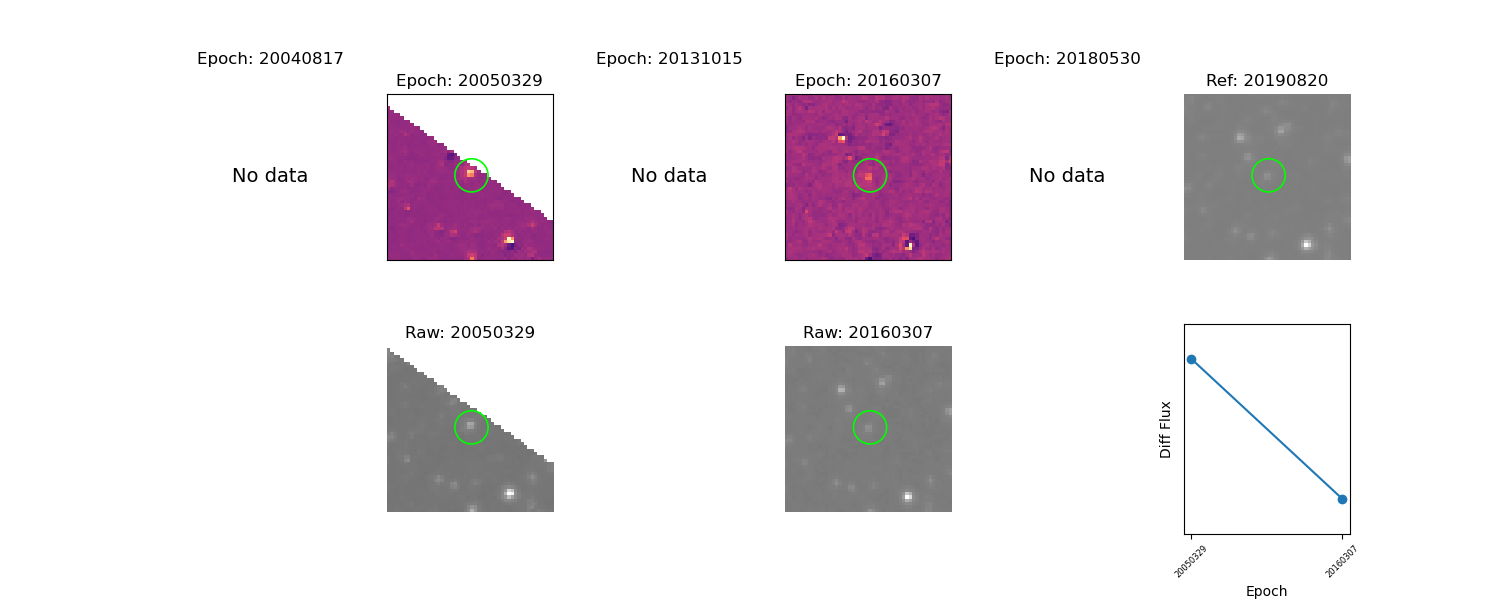 Epoch: 20040817
Epoch: 20131015
Epoch: 20180530
Epoch: 20050329
Epoch: 20160307
Ref: 20190820
No data
No data
No data
Raw: 20050329
Raw: 20160307
Diff Flux
20050329
20160307
Epoch